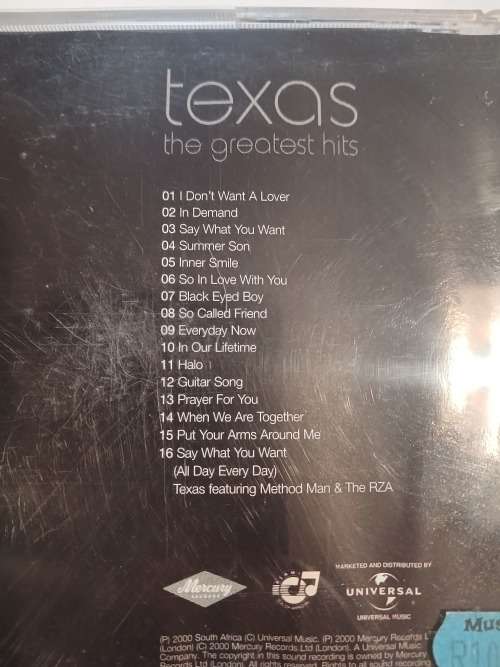 texas
the greatest hits
01 I Don't Want A Lover
02 In Demand
03 Say What You Want
04 Summer Son
05 Inner Smile
06 So In Love With You
07 Black Eyed Boy
08 So Called Friend
09 Everyday Now
10 In Our Lifetime
11 Halo
12 Guitar Song
13 Prayer For You
14 When We Are Together
15 Put Your Arms Around Me
16 Say What You Want
(All Day Every Day)
Texas featuring Method Man & The RZA
MARKETED AND DISTRIBUTED BY
Mercury
RECORDS
UNIVERSAL
UNIVERSAL MUSIC
Mus
(P) 2000 South Africa (C) Universal Music. (P) 2000 Mercury Records L
(London) (C) 2000 Mercury Records Ltd (London). A Universal Music
Company. The copyright in this sound recording is owned by Mercury
Records Ltd (London). All rights reserved. Rights to all sound recording